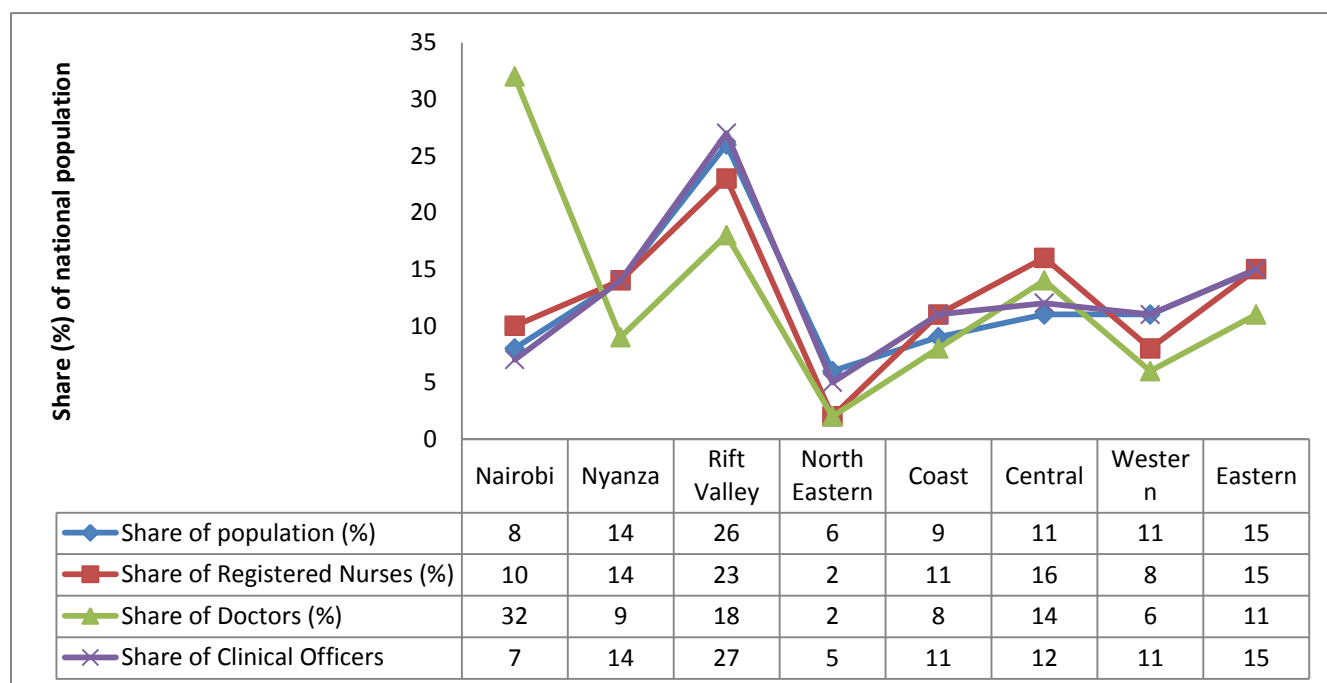 Share (%) of national population
35
30
25
20
15
10
5
0
Nairobi Nyanza Rift Valley North Eastern Coast Central Wester n Eastern
Share of population (%) 8 14 26 6 9 11 11 15
Share of Registered Nurses (%) 10 14 23 2 11 16 8 15
Share of Doctors (%) 32 9 18 2 8 14 6 11
Share of Clinical Officers 7 14 27 5 11 12 11 15